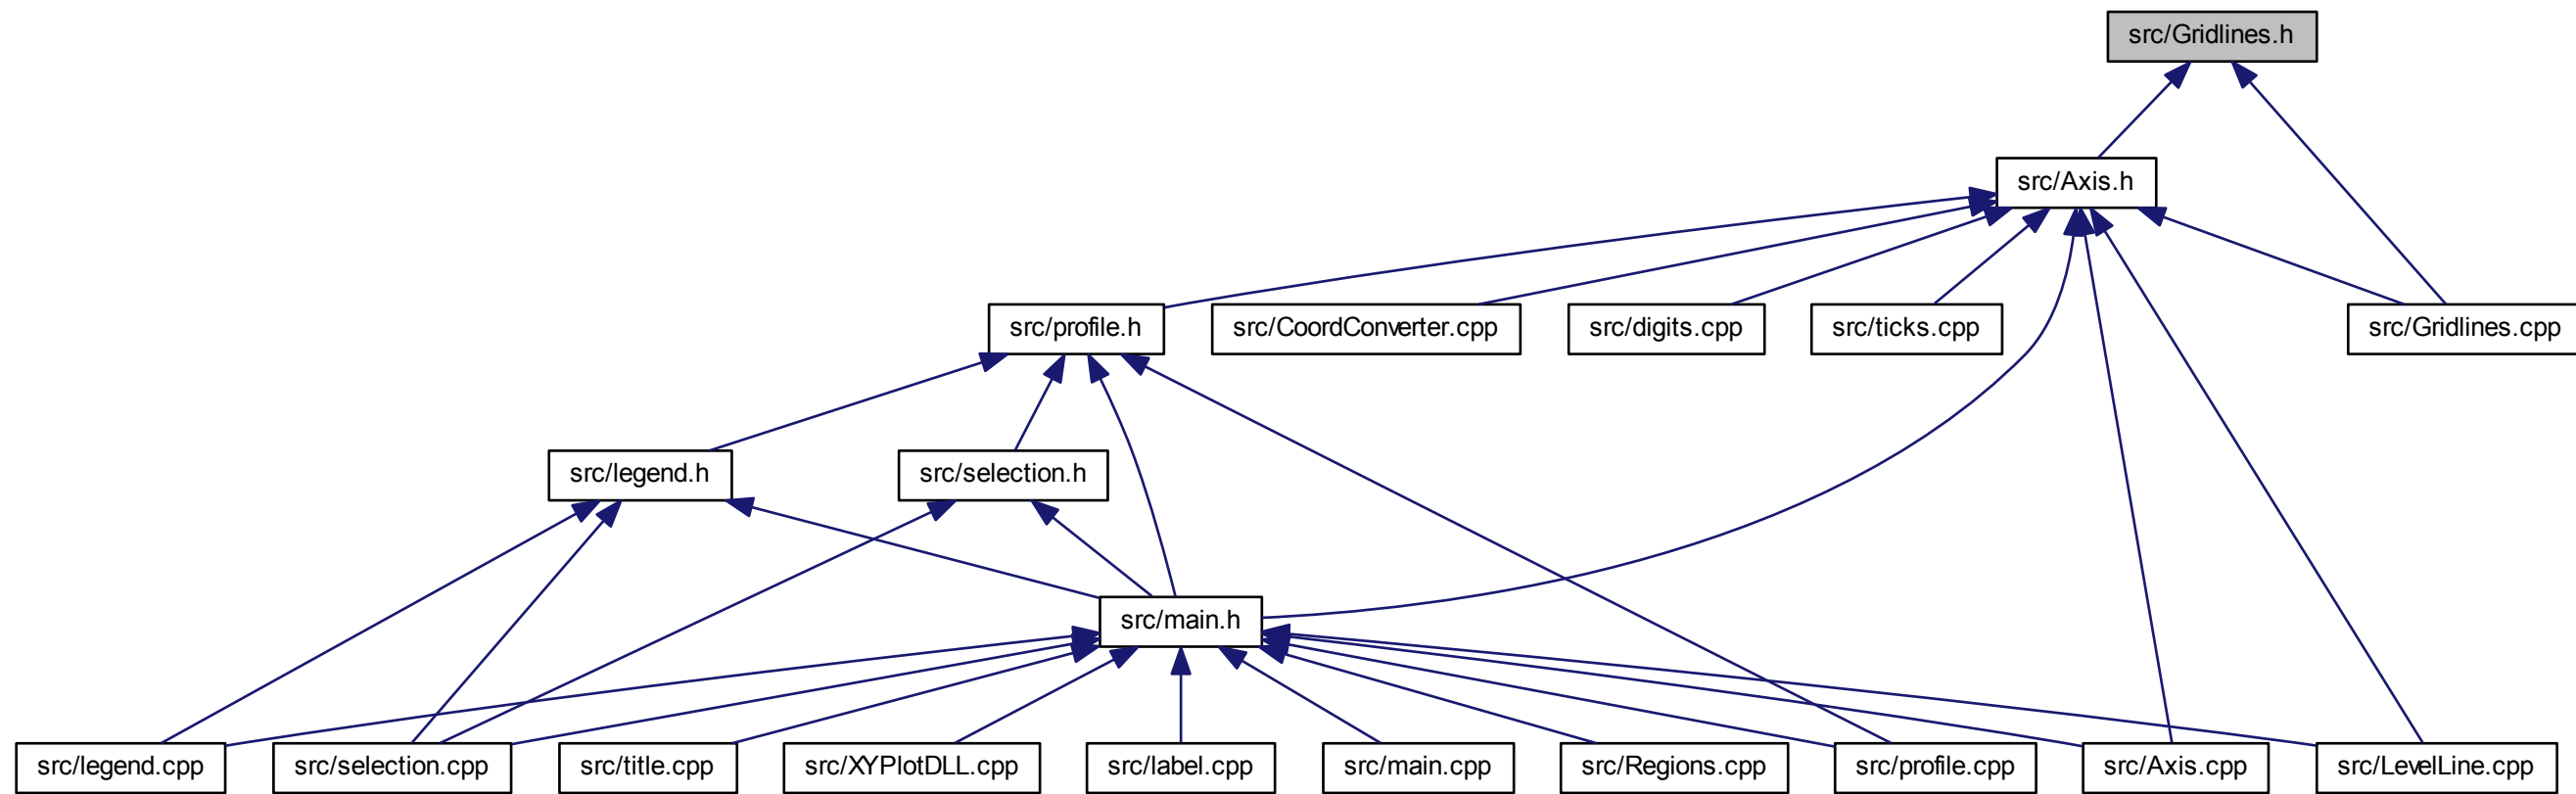 src/Gridlines.h
src/Axis.h
src/profile.h
src/CoordConverter.cpp
src/digits.cpp
src/ticks.cpp
src/Gridlines.cpp
src/legend.h
src/selection.h
src/main.h
src/legend.cpp
src/selection.cpp
src/title.cpp
src/XYPlotDLL.cpp
src/label.cpp
src/main.cpp
src/Regions.cpp
src/profile.cpp
src/Axis.cpp
src/LevelLine.cpp